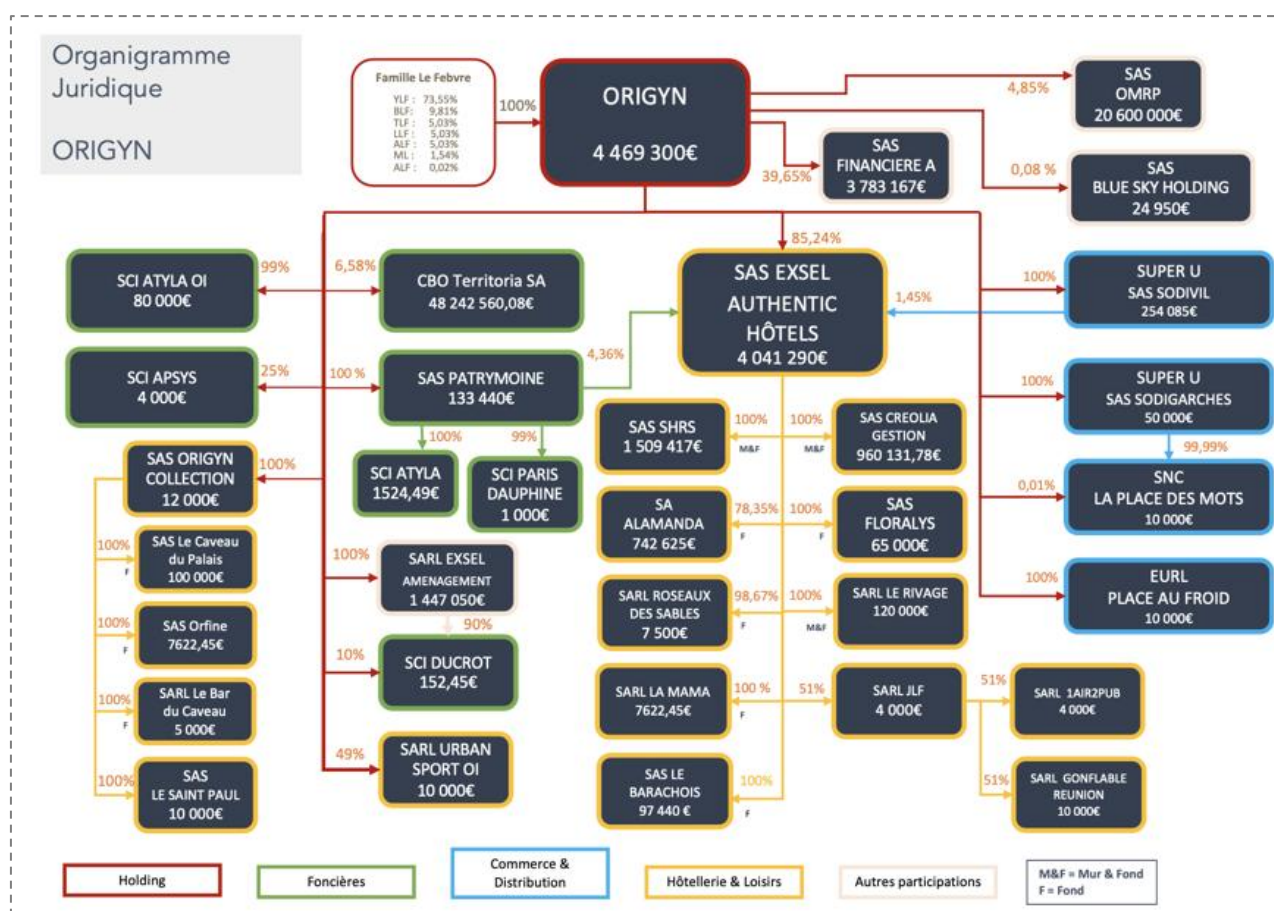 Organigramme
Juridique
ORIGYN
Famille Le Febvre
YLF : 73,55%
BLF: 9,81%
TLF : 5,03%
LLF : 5,03%
ALF : 5,03%
ML : 1,54%
ALF : 0,02%
100%
ORIGYN
4 469 300€
4,85%
SAS
OMRP
20 600 000€
39,65%
SAS
FINANCIERE A
3 783 167€
0,08 %
SAS
BLUE SKY HOLDING
24 950€
SCI ATYLA OI
80 000€
99%
6,58%
CBO Territoria SA
48 242 560,08€
85,24%
SAS EXSEL
AUTHENTIC
HÔTELS
4 041 290€
1,45%
100%
SUPER U
SAS SODIVIL
254 085€
SCI APSYS
4 000€
25%
100 %
SAS PATRYMOINE
133 440€
4,36%
100%
SUPER U
SAS SODIGARCHES
50 000€
99,99%
SAS ORIGYN
COLLECTION
12 000€
100%
100%
SCI ATYLA
1524,49€
99%
SCI PARIS
DAUPHINE
1 000€
SAS SHRS
1 509 417€
100%
M&F
100%
M&F
SAS CREOLIA
GESTION
960 131,78€
0,01%
SNC
LA PLACE DES MOTS
10 000€
100%
F
SAS Le Caveau
du Palais
100 000€
100%
SARL EXSEL
AMENAGEMENT
1 447 050€
90%
SA
ALAMANDA
742 625€
78,35%
F
100%
F
SAS
FLORALYS
65 000€
100%
EURL
PLACE AU FROID
10 000€
100%
F
SAS Orfine
7622,45€
10%
SCI DUCROT
152,45€
SARL ROSEAUX
DES SABLES
7 500€
98,67%
F
100%
M&F
SARL LE RIVAGE
120 000€
100%
F
SARL Le Bar
du Caveau
5 000€
SARL LA MAMA
7622,45€
100 %
F
51%
SARL JLF
4 000€
51%
SARL 1AIR2PUB
4 000€
100%
SAS
LE SAINT PAUL
10 000€
49%
SARL URBAN
SPORT OI
10 000€
SAS LE
BARACHOIS
97 440 €
100%
F
51%
SARL GONFLABLE
REUNION
10 000€
Holding
Foncières
Commerce &
Distribution
Hôtellerie & Loisirs
Autres participations
M&F = Mur & Fond
F = Fond